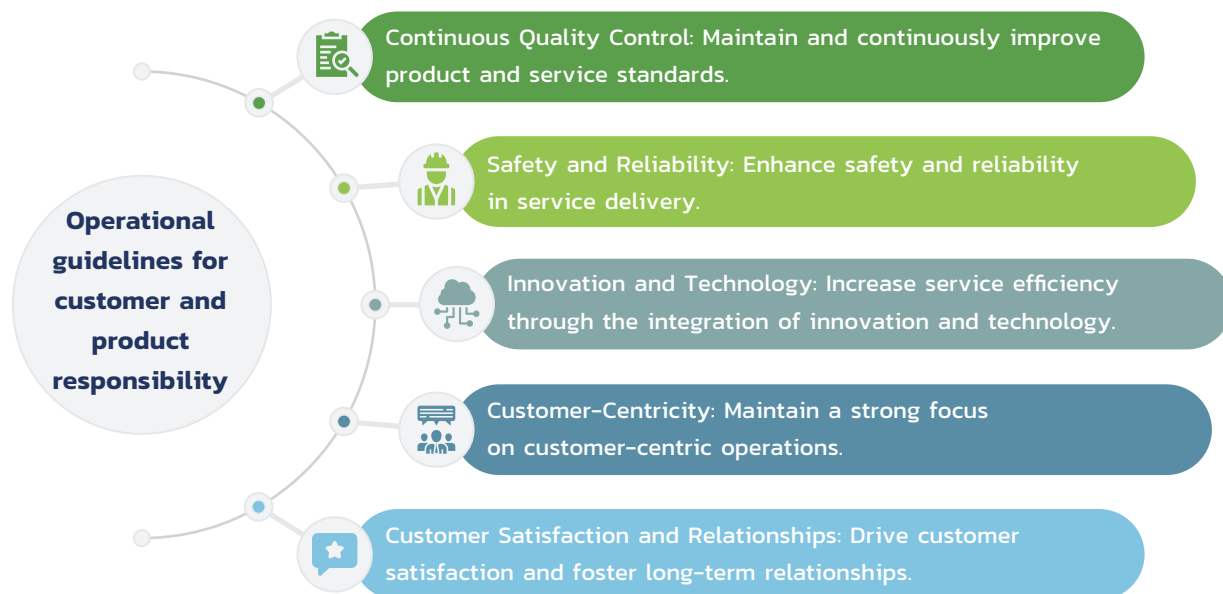 Operational
guidelines for
customer and
product
responsibility
Continuous Quality Control: Maintain and continuously improve
product and service standards.
Safety and Reliability: Enhance safety and reliability
in service delivery.
Innovation and Technology: Increase service efficiency
through the integration of innovation and technology.
Customer-Centricity: Maintain a strong focus
on customer-centric operations.
Customer Satisfaction and Relationships: Drive customer
satisfaction and foster long-term relationships.